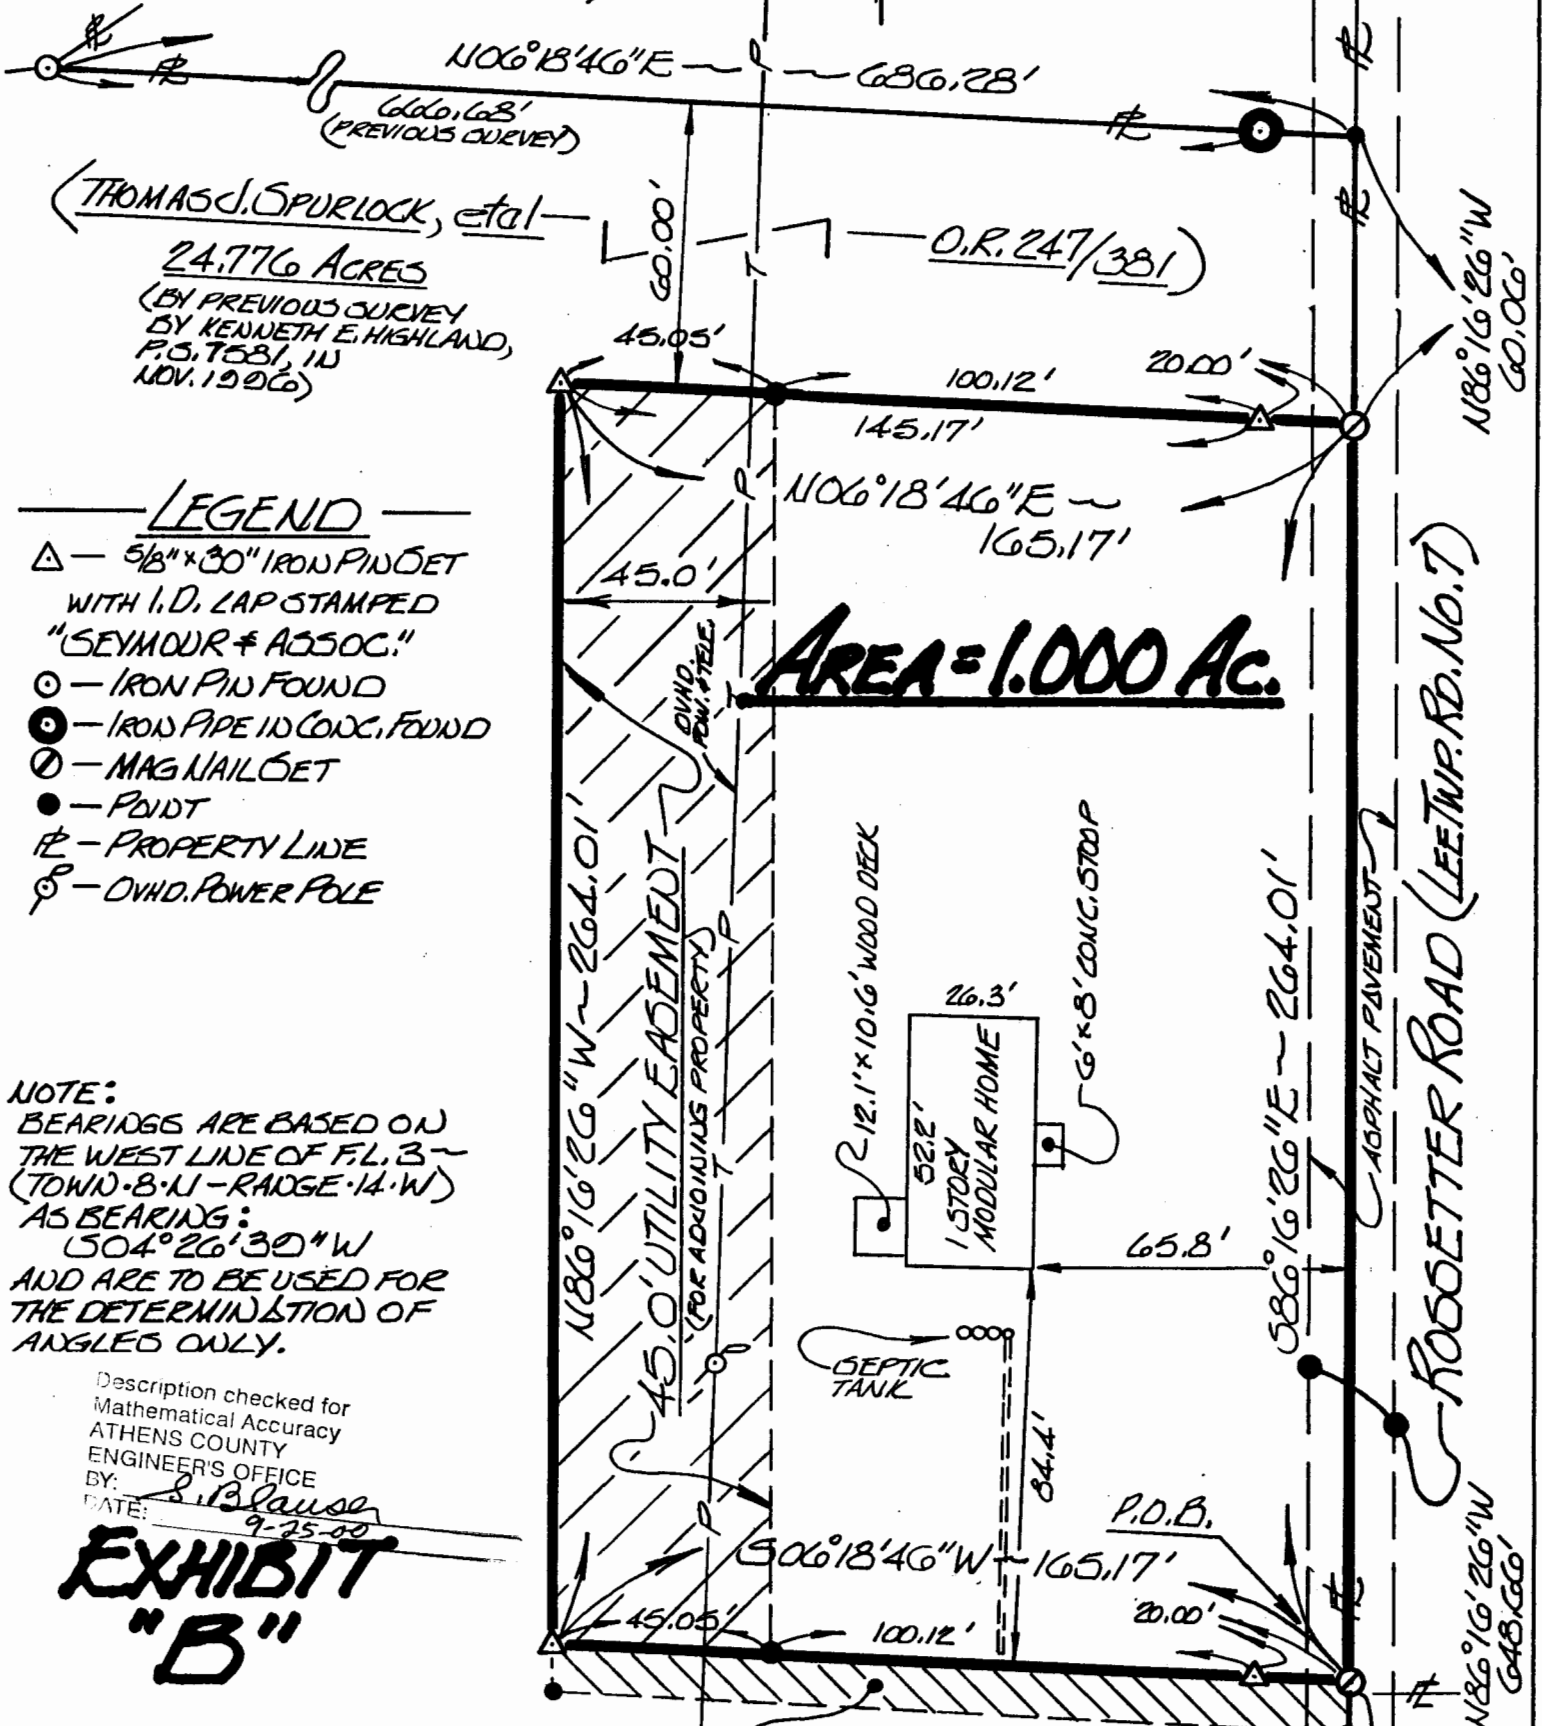 N06°18'46"E ~ ~ 686.28'
666.68'
(PREVIOUS SURVEY)
(THOMAS J. SPURLOCK, etal — — O.R. 247/381)
24.776 ACRES
(BY PREVIOUS SURVEY
BY KENNETH E. HIGHLAND,
P.S. 7581, IN
NOV. 1996)
60.00'
N86°16'26"W
60.06'
45.05'
100.12'
20.00'
145.17'
N06°18'46"E ~
165.17'
LEGEND
5/8" x 30" IRON PIN SET
WITH I.D. CAP STAMPED
"SEYMOUR & ASSOC."
— IRON PIN FOUND
— IRON PIPE IN CONC. FOUND
— MAG NAIL SET
— POINT
PL — PROPERTY LINE
P — OVHD. POWER POLE
45.0'
OVHD.
POW. & TELE.
AREA = 1.000 AC.
N86°16'26"W ~ 264.01'
45.0' UTILITY EASEMENT
(FOR ADJOINING PROPERTY)
12.1' x 10.6' WOOD DECK
26.3'
52.2'
1 STORY
MODULAR HOME
6' x 8' CONC. STOOP
65.8'
S86°16'26"E ~ 264.01'
ASPHALT PAVEMENT
ROSSETTER ROAD (LEE TWP. RD. No. 7)
SEPTIC
TANK
84.4'
NOTE:
BEARINGS ARE BASED ON
THE WEST LINE OF F.L. 3 ~
(TOWN·8·N - RANGE·14·W)
AS BEARING:
S04°26'39"W
AND ARE TO BE USED FOR
THE DETERMINATION OF
ANGLES ONLY.
Description checked for
Mathematical Accuracy
ATHENS COUNTY
ENGINEER'S OFFICE
BY: S. Blauser
DATE: 9-25-00
EXHIBIT
"B"
P.O.B.
S06°18'46"W ~ 165.17'
45.05'
100.12'
20.00'
N86°16'26"W
648.66'